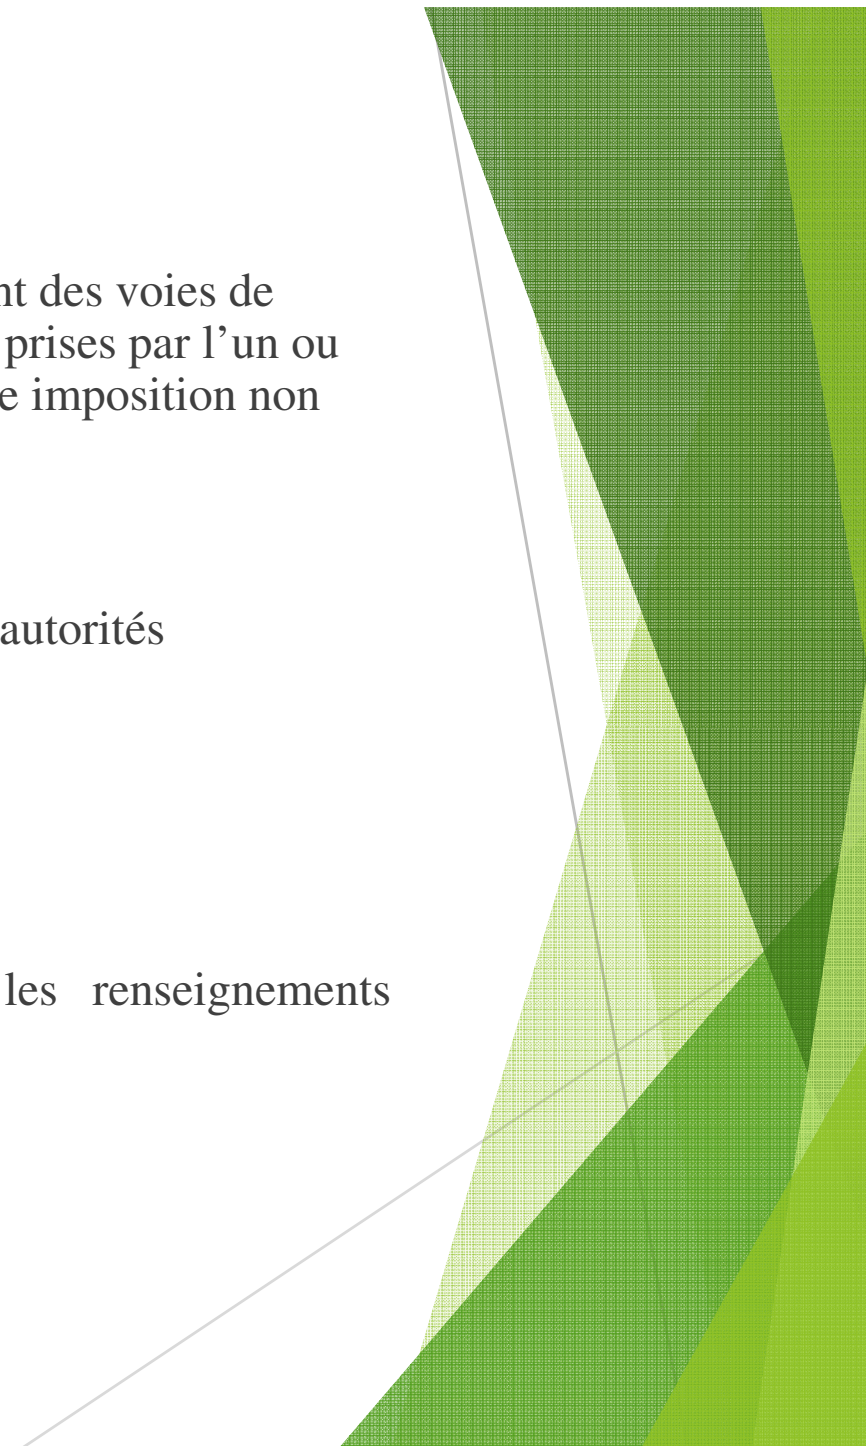 nt des voies de
prises par l’un ou
e imposition non
autorités
les renseignements